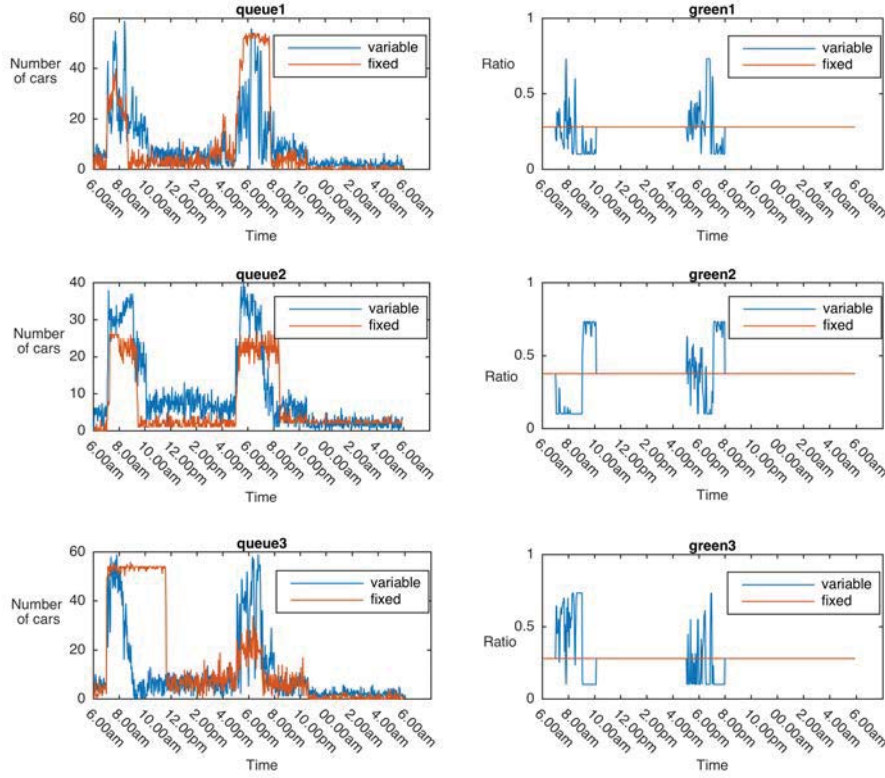 queue1
60
40
20
0
Number
of cars
variable
fixed
6.00am
8.00am
10.00am
12.00pm
2.00pm
4.00pm
6.00pm
8.00pm
10.00pm
00.00am
2.00am
4.00am
6.00am
Time
green1
1
0.5
0
Ratio
variable
fixed
6.00am
8.00am
10.00am
12.00pm
2.00pm
4.00pm
6.00pm
8.00pm
10.00pm
00.00am
2.00am
4.00am
6.00am
Time
queue2
40
30
20
10
0
Number
of cars
variable
fixed
6.00am
8.00am
10.00am
12.00pm
2.00pm
4.00pm
6.00pm
8.00pm
10.00pm
00.00am
2.00am
4.00am
6.00am
Time
green2
1
0.5
0
Ratio
variable
fixed
6.00am
8.00am
10.00am
12.00pm
2.00pm
4.00pm
6.00pm
8.00pm
10.00pm
00.00am
2.00am
4.00am
6.00am
Time
queue3
60
40
20
0
Number
of cars
variable
fixed
6.00am
8.00am
10.00am
12.00pm
2.00pm
4.00pm
6.00pm
8.00pm
10.00pm
00.00am
2.00am
4.00am
6.00am
Time
green3
1
0.5
0
Ratio
variable
fixed
6.00am
8.00am
10.00am
12.00pm
2.00pm
4.00pm
6.00pm
8.00pm
10.00pm
00.00am
2.00am
4.00am
6.00am
Time